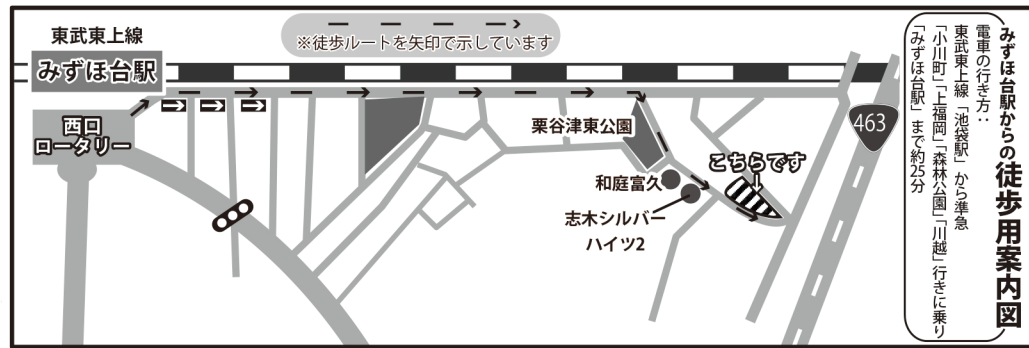 みずほ台駅からの徒歩用案内図
電車の行き方：
東武東上線「池袋駅」から準急
「小川町」「上福岡」「森林公園」「川越」行きに乗り
「みずほ台駅」まで約25分
※徒歩ルートを矢印で示しています
東武東上線
みずほ台駅
西口
ロータリー
栗谷津東公園
463
こちらです
和庭富久
志木シルバー
ハイツ2